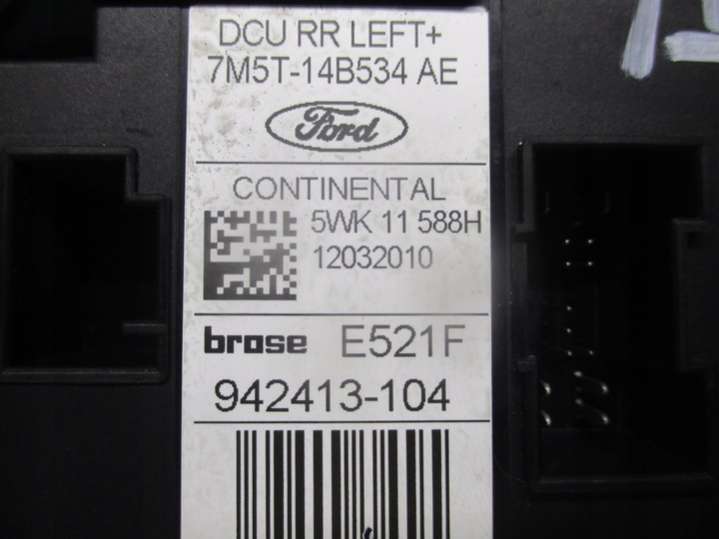 DCU RR LEFT+
7M5T-14B534 AE
Ford
CONTINENTAL
5WK 11 588H
12032010
brose E521F
942413-104